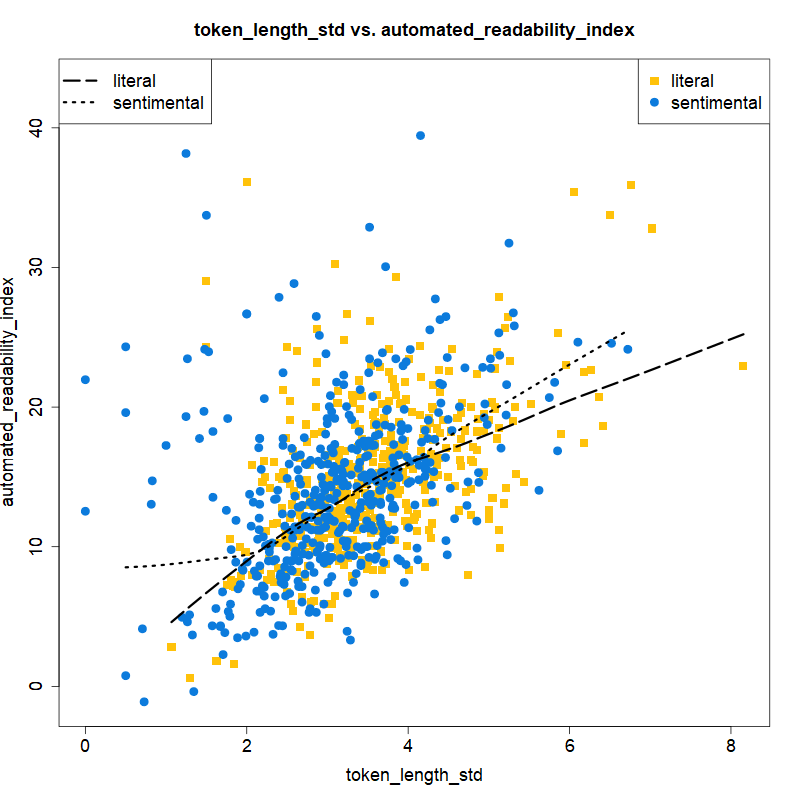 token_length_std vs. automated_readability_index
literal
sentimental
literal
sentimental
automated_readability_index
40
30
20
10
0
0 2 4 6 8
token_length_std